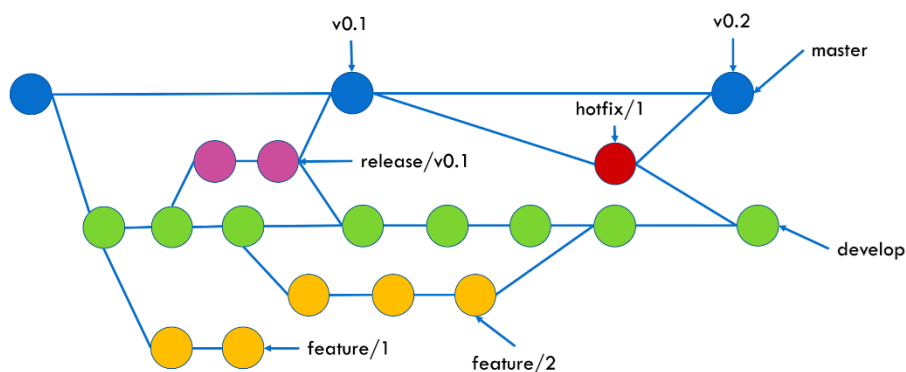 v0.1
v0.2
master
hotfix/1
release/v0.1
develop
feature/1
feature/2